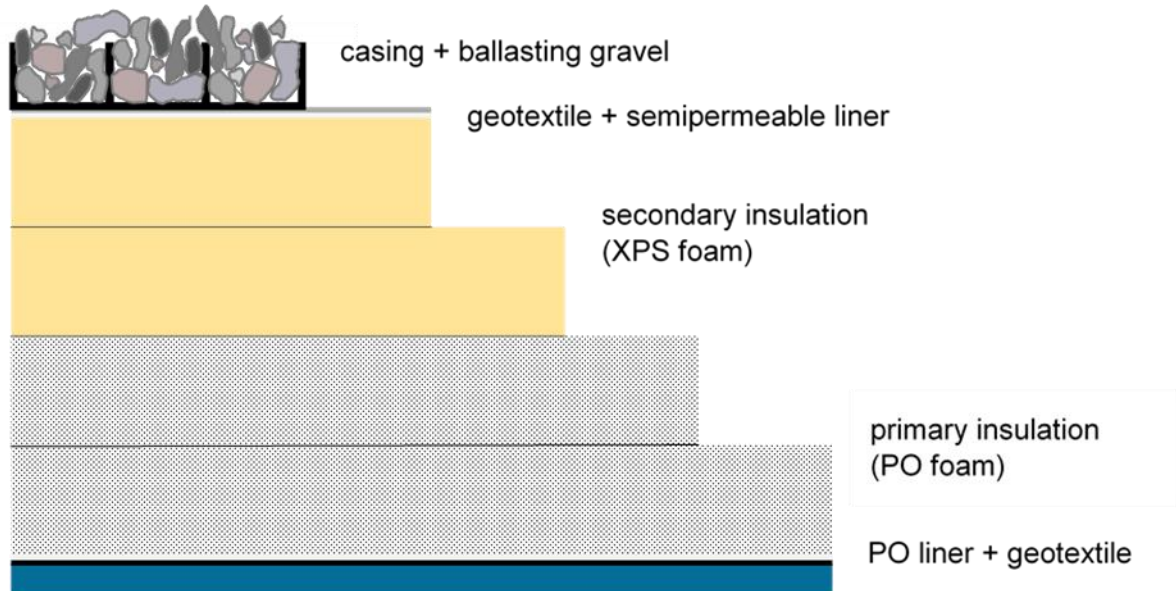 casing + ballasting gravel
geotextile + semipermeable liner
secondary insulation
(XPS foam)
primary insulation
(PO foam)
PO liner + geotextile